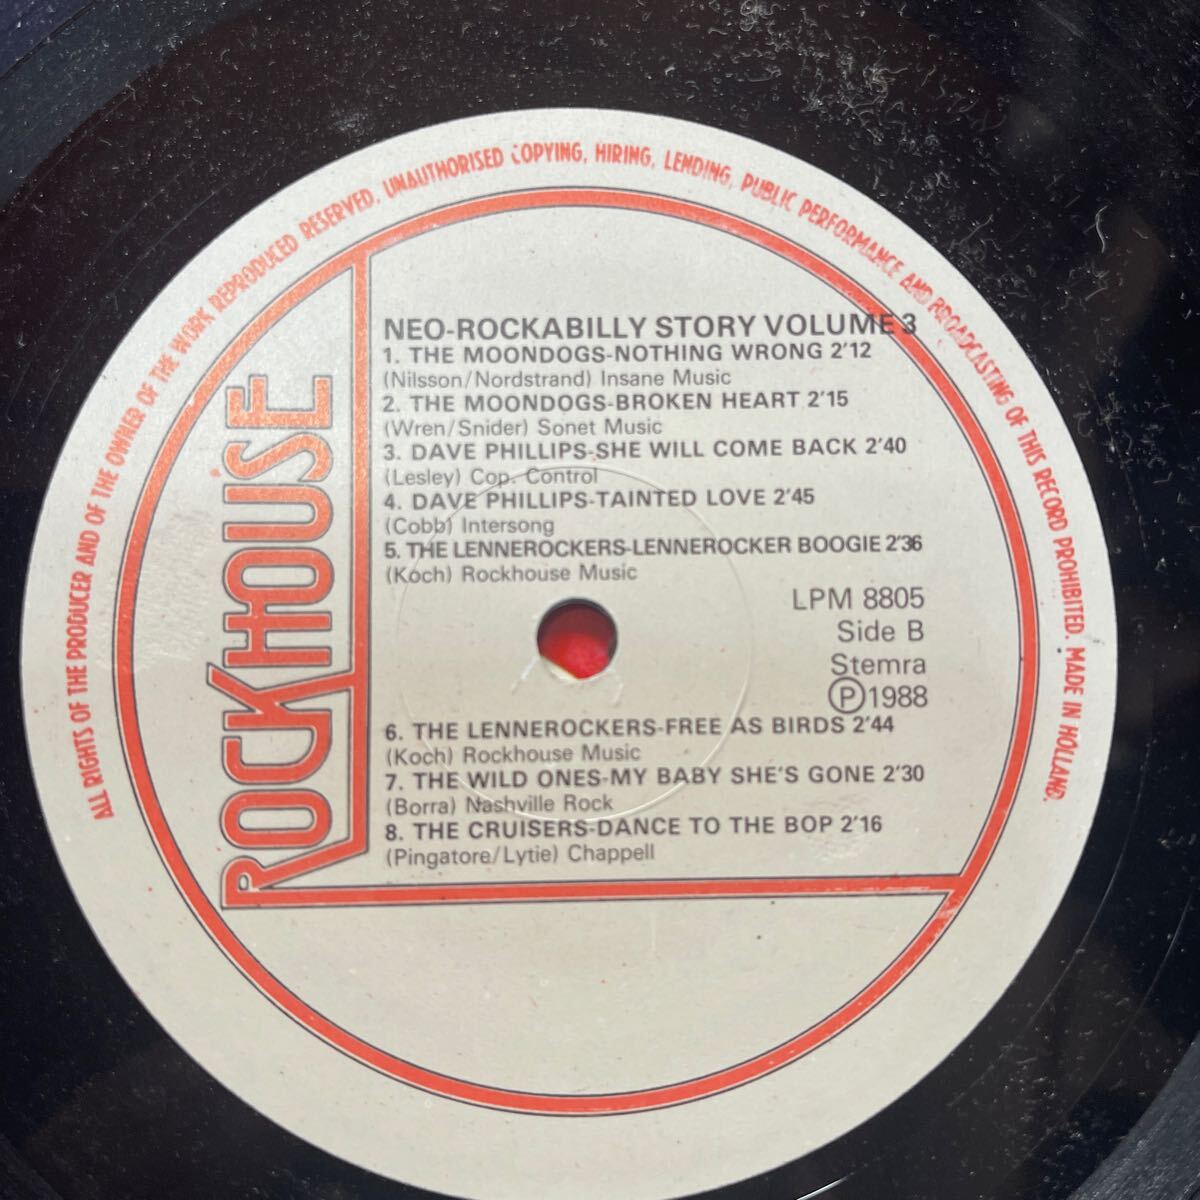 ALL RIGHTS OF THE PRODUCER AND OF THE OWNER OF THE WORK REPRODUCED RESERVED. UNAUTHORISED COPYING, HIRING, LENDING, PUBLIC PERFORMANCE AND BROADCASTING OF THIS RECORD PROHIBITED. MADE IN HOLLAND.
ROCKHOUSE
NEO-ROCKABILLY STORY VOLUME 3
1. THE MOONDOGS-NOTHING WRONG 2'12
(Nilsson/Nordstrand) Insane Music
2. THE MOONDOGS-BROKEN HEART 2'15
(Wren/Snider) Sonet Music
3. DAVE PHILLIPS-SHE WILL COME BACK 2'40
(Lesley) Cop. Control
4. DAVE PHILLIPS-TAINTED LOVE 2'45
(Cobb) Intersong
5. THE LENNEROCKERS-LENNEROCKER BOOGIE 2'36
(Koch) Rockhouse Music
LPM 8805
Side B
Stemra
Ⓟ1988
6. THE LENNEROCKERS-FREE AS BIRDS 2'44
(Koch) Rockhouse Music
7. THE WILD ONES-MY BABY SHE'S GONE 2'30
(Borra) Nashville Rock
8. THE CRUISERS-DANCE TO THE BOP 2'16
(Pingatore/Lytie) Chappell